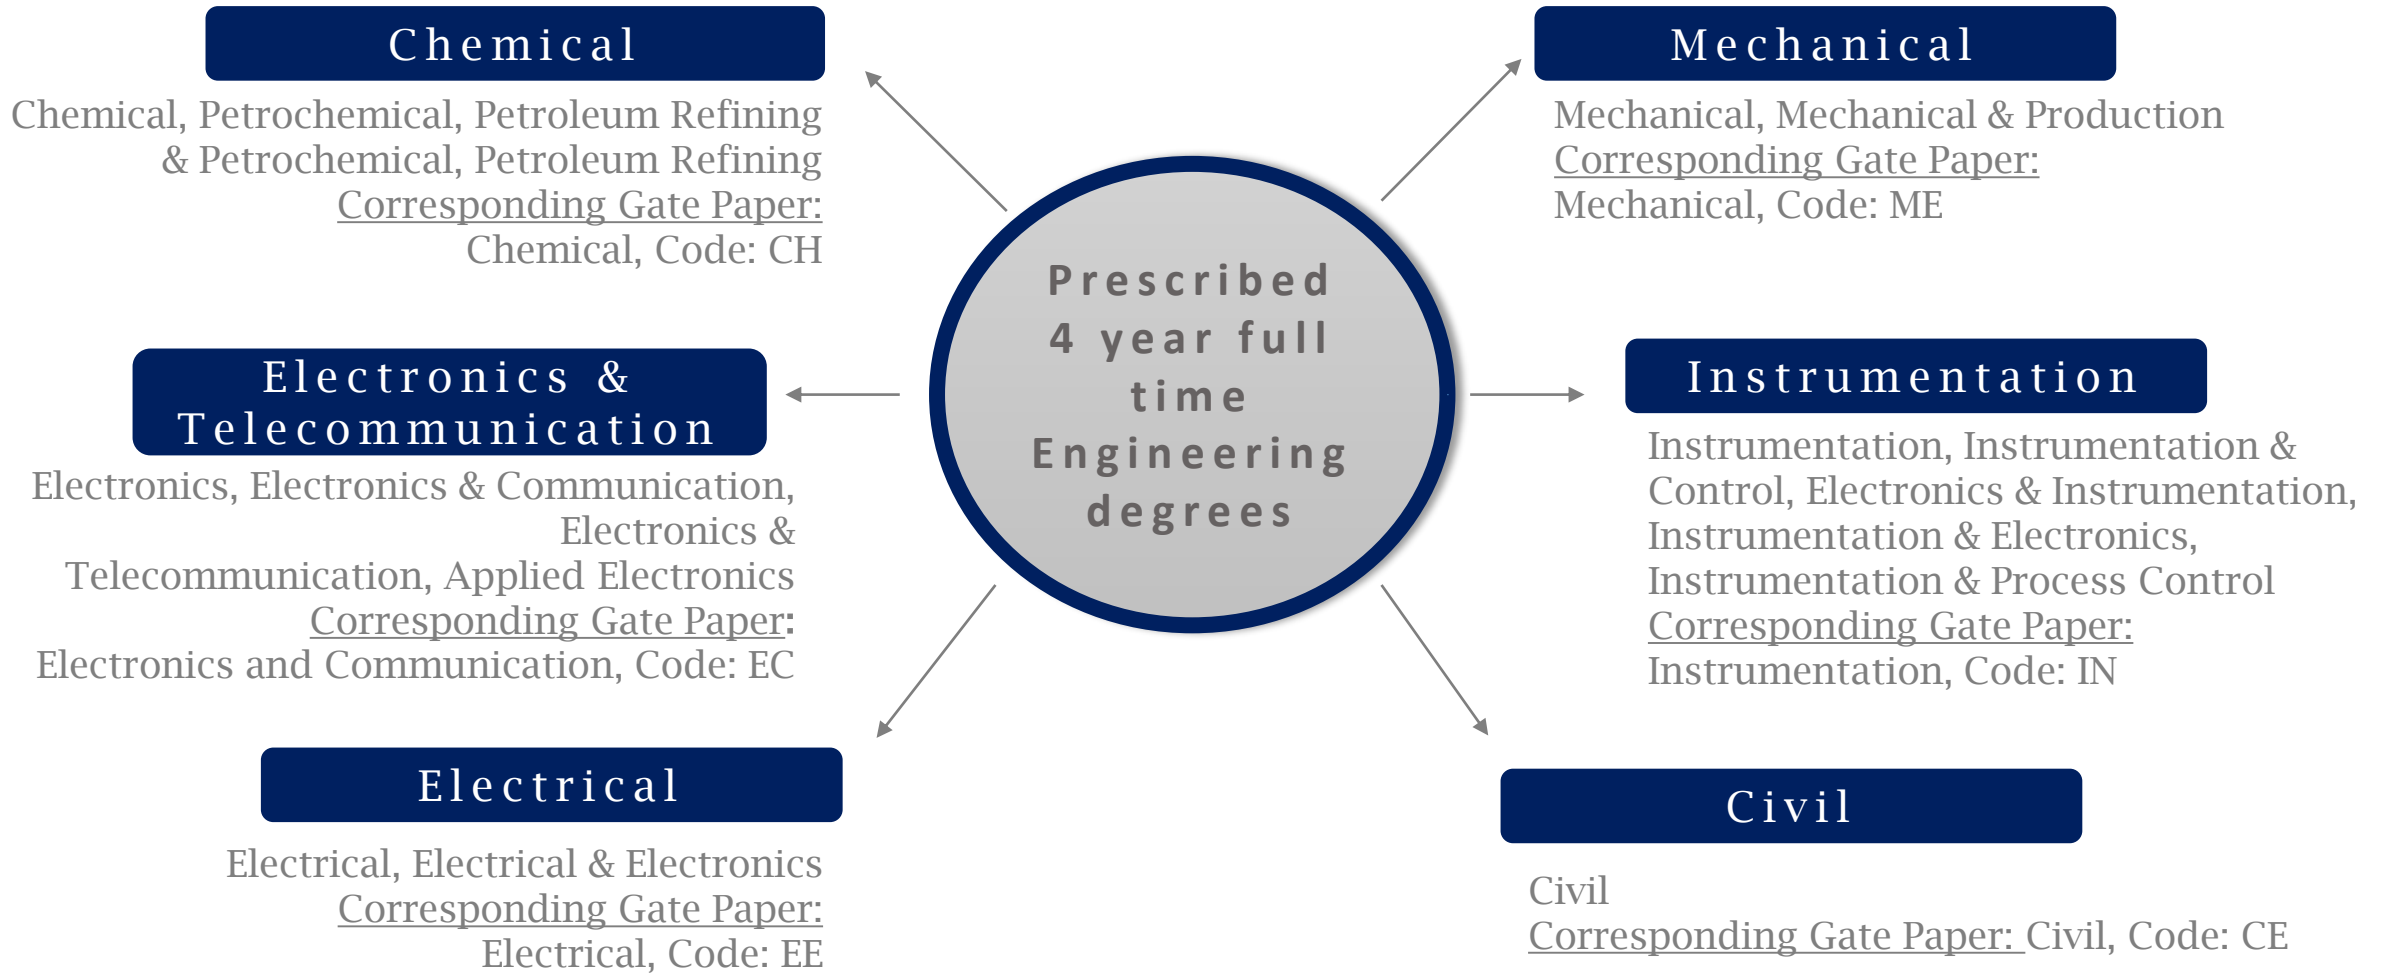 Chemical
Chemical, Petrochemical, Petroleum Refining
& Petrochemical, Petroleum Refining
Corresponding Gate Paper:
Chemical, Code: CH
Electronics &
Telecommunication
Electronics, Electronics & Communication,
Electronics &
Telecommunication, Applied Electronics
Corresponding Gate Paper:
Electronics and Communication, Code: EC
Electrical
Electrical, Electrical & Electronics
Corresponding Gate Paper:
Electrical, Code: EE
Prescribed
4 year full
time
Engineering
degrees
Mechanical
Mechanical, Mechanical & Production
Corresponding Gate Paper:
Mechanical, Code: ME
Instrumentation
Instrumentation, Instrumentation &
Control, Electronics & Instrumentation,
Instrumentation & Electronics,
Instrumentation & Process Control
Corresponding Gate Paper:
Instrumentation, Code: IN
Civil
Civil
Corresponding Gate Paper: Civil, Code: CE